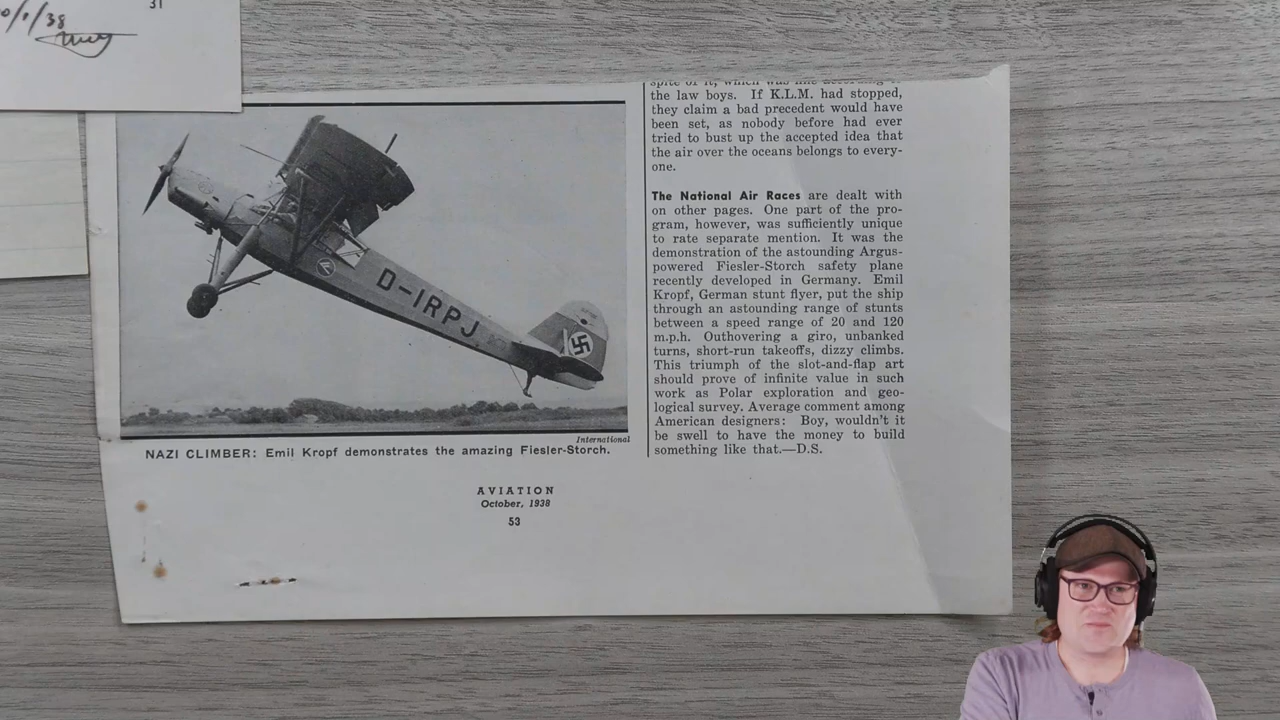 31
0/1/38
D-IRPJ
International
NAZI CLIMBER: Emil Kropf demonstrates the amazing Fiesler-Storch.
spite of it, which was
the law boys. If K.L.M. had stopped,
they claim a bad precedent would have
been set, as nobody before had ever
tried to bust up the accepted idea that
the air over the oceans belongs to every-
one.
The National Air Races are dealt with
on other pages. One part of the pro-
gram, however, was sufficiently unique
to rate separate mention. It was the
demonstration of the astounding Argus-
powered Fiesler-Storch safety plane
recently developed in Germany. Emil
Kropf, German stunt flyer, put the ship
through an astounding range of stunts
between a speed range of 20 and 120
m.p.h. Outhovering a giro, unbanked
turns, short-run takeoffs, dizzy climbs.
This triumph of the slot-and-flap art
should prove of infinite value in such
work as Polar exploration and geo-
logical survey. Average comment among
American designers: Boy, wouldn't it
be swell to have the money to build
something like that.—D.S.
AVIATION
October, 1938
53